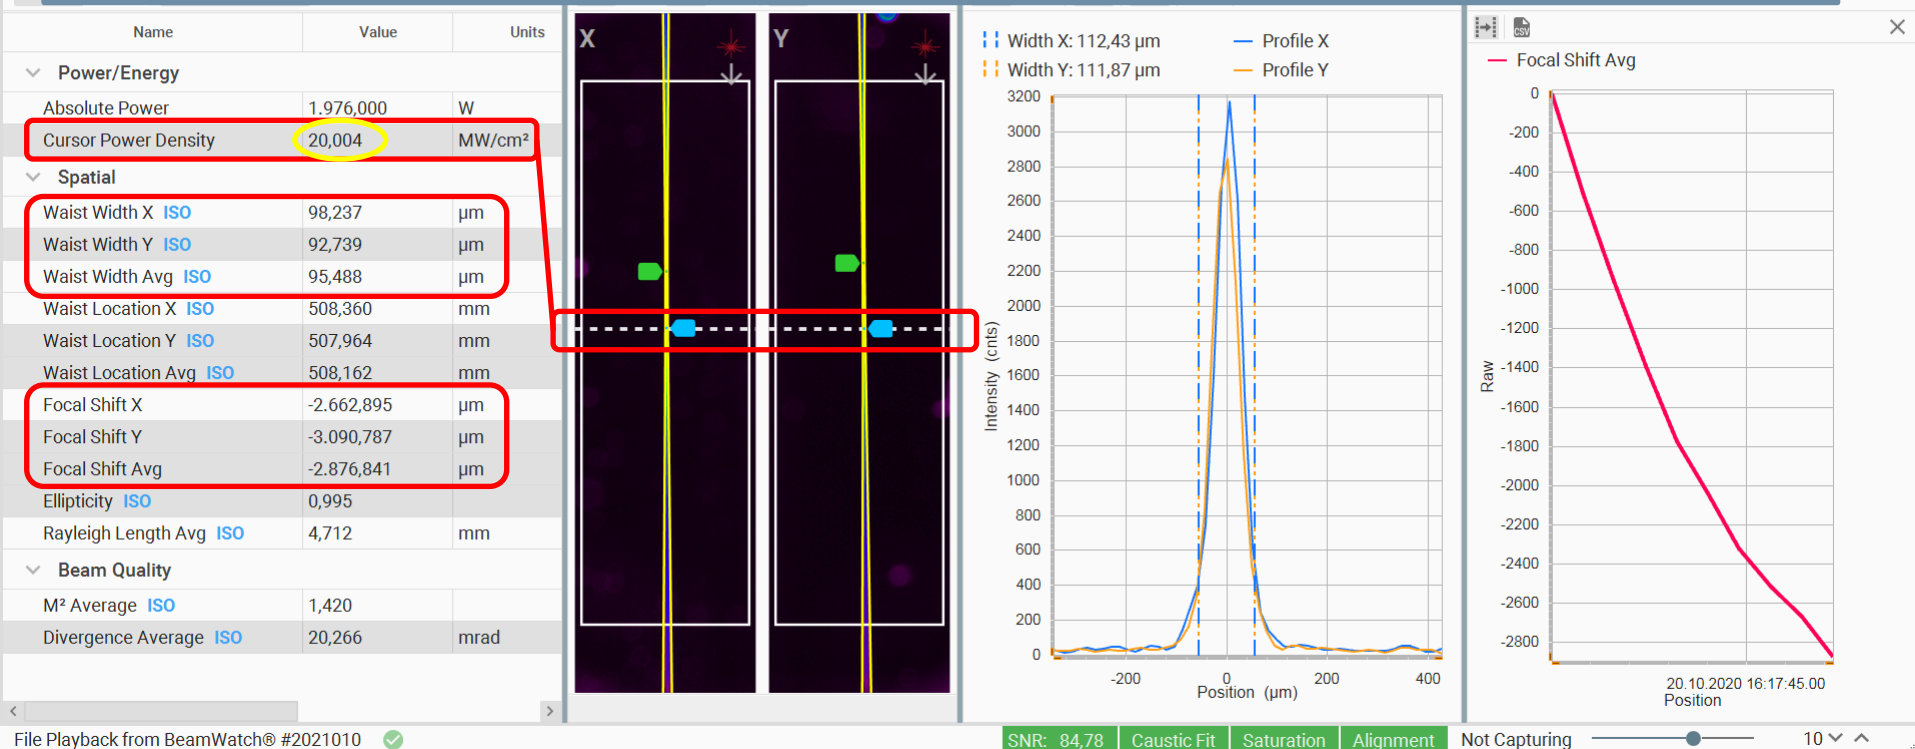 Name Value Units
Power/Energy
Absolute Power 1.976,000 W
Cursor Power Density 20,004 MW/cm²
Spatial
Waist Width X ISO 98,237 µm
Waist Width Y ISO 92,739 µm
Waist Width Avg ISO 95,488 µm
Waist Location X ISO 508,360 mm
Waist Location Y ISO 507,964 mm
Waist Location Avg ISO 508,162 mm
Focal Shift X -2.662,895 µm
Focal Shift Y -3.090,787 µm
Focal Shift Avg -2.876,841 µm
Ellipticity ISO 0,995
Rayleigh Length Avg ISO 4,712 mm
Beam Quality
M² Average ISO 1,420
Divergence Average ISO 20,266 mrad
X
Y
Width X: 112,43 µm Profile X
Width Y: 111,87 µm Profile Y
3200
3000
2800
2600
2400
2200
2000
1800
1600
1400
1200
1000
800
600
400
200
0
Intensity (cnts)
-200 0 200 400
Position (µm)
CSV
Focal Shift Avg
0
-200
-400
-600
-800
-1000
-1200
-1400
-1600
-1800
-2000
-2200
-2400
-2600
-2800
Raw
20.10.2020 16:17:45.00
Position
File Playback from BeamWatch® #2021010
SNR: 84,78 Caustic Fit Saturation Alignment Not Capturing 10